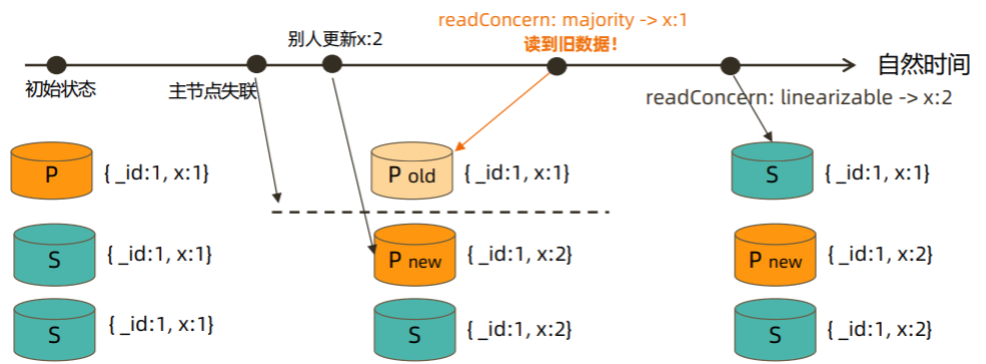 readConcern: majority -> x:1
别人更新x:2
读到旧数据！
自然时间
初始状态
主节点失联
readConcern: linearizable -> x:2
P { _id:1, x:1}
P old { _id:1, x:1}
S { _id:1, x:1}
S { _id:1, x:1}
P new { _id:1, x:2}
P new { _id:1, x:2}
S { _id:1, x:1}
S { _id:1, x:2}
S { _id:1, x:2}